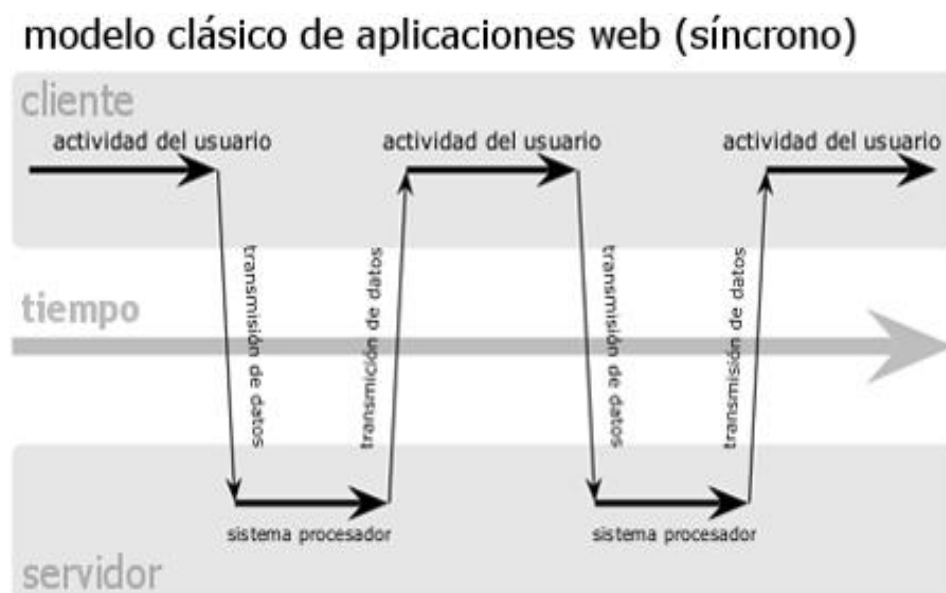 modelo clásico de aplicaciones web (síncrono)
cliente
actividad del usuario
actividad del usuario
actividad del usuario
transmisión de datos
transmición de datos
transmisión de datos
transmisión de datos
tiempo
sistema procesador
sistema procesador
servidor